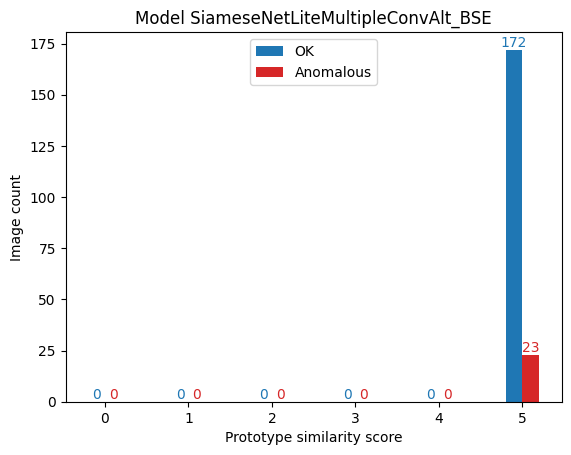 Model SiameseNetLiteMultipleConvAlt_BSE
OK
Anomalous
Image count
175
150
125
100
75
50
25
0
0 0 0 0 0 0 0 0 0 0 172 23
0 1 2 3 4 5
Prototype similarity score